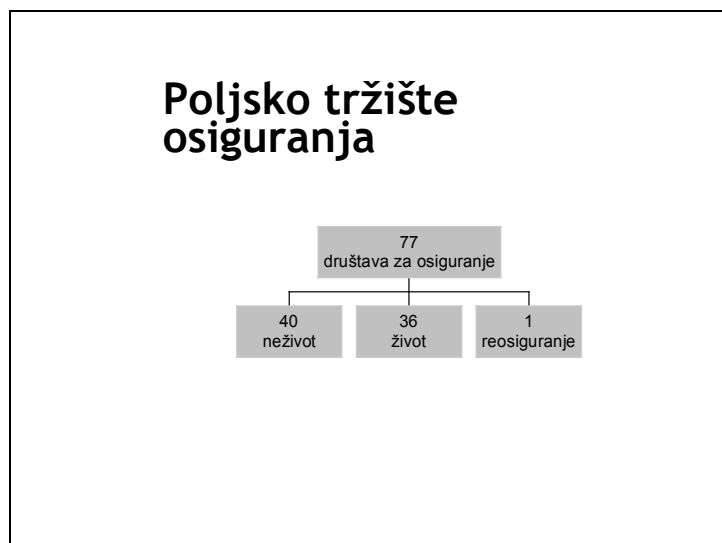 Poljsko tržište
osiguranja
77
društava za osiguranje
40
neživot
36
život
1
reosiguranje